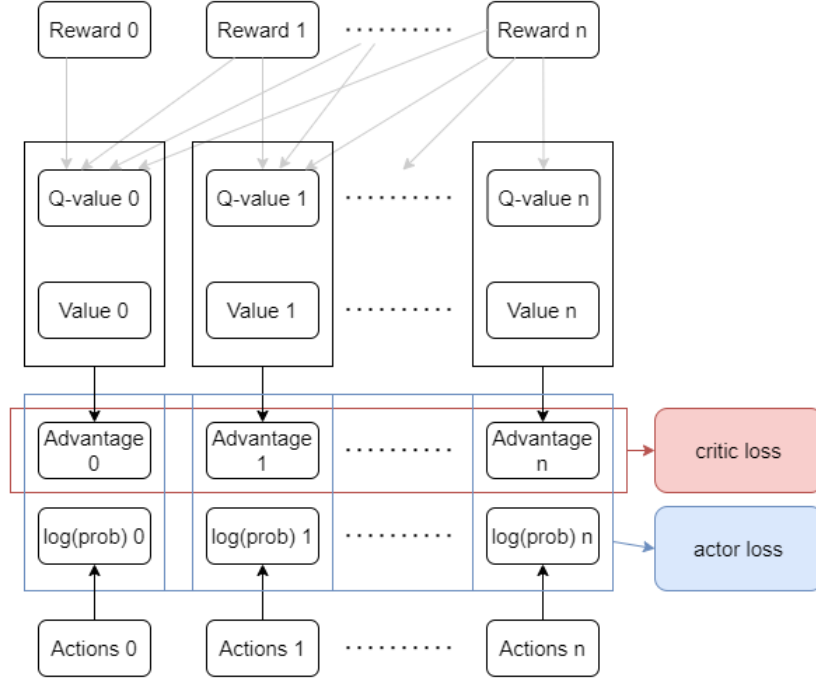 Reward 0
Reward 1
..........
Reward n
Q-value 0
Q-value 1
..........
Q-value n
Value 0
Value 1
..........
Value n
Advantage
0
Advantage
1
..........
Advantage
n
critic loss
log(prob) 0
log(prob) 1
..........
log(prob) n
actor loss
Actions 0
Actions 1
..........
Actions n